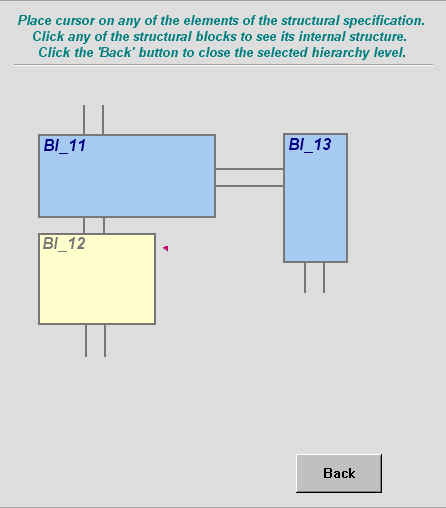 Place cursor on any of the elements of the structural specification.
Click any of the structural blocks to see its internal structure.
Click the 'Back' button to close the selected hierarchy level.
Bl_11
Bl_13
Bl_12
Back